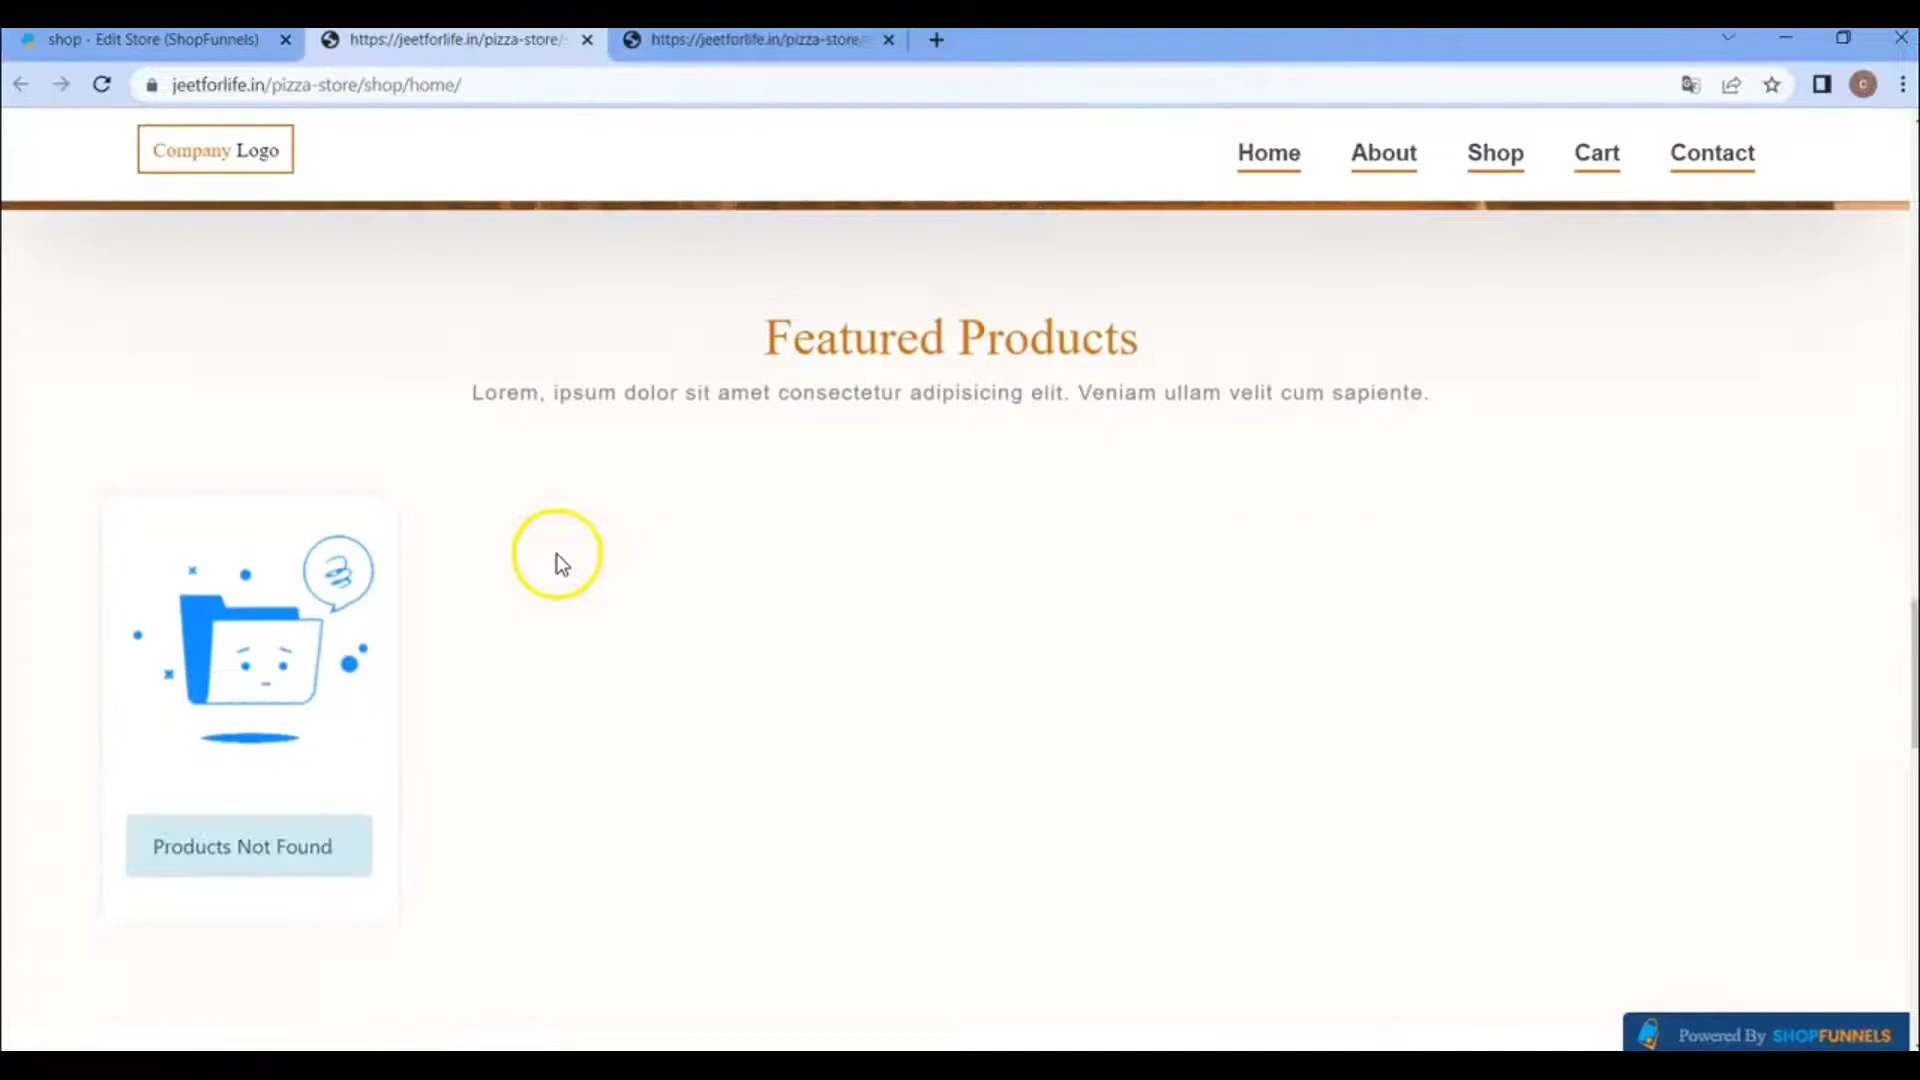 shop - Edit Store (ShopFunnels)
https://jeetforlife.in/pizza-store/
https://jeetforlife.in/pizza-store/
jeetforlife.in/pizza-store/shop/home/
C
Company Logo
Home About Shop Cart Contact
Featured Products
Lorem, ipsum dolor sit amet consectetur adipisicing elit. Veniam ullam velit cum sapiente.
Products Not Found
Powered By SHOPFUNNELS